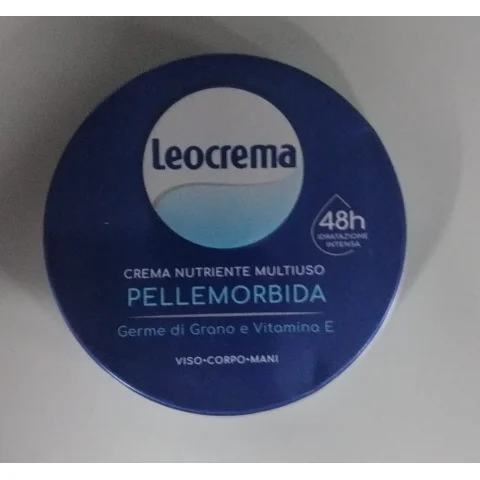 Leocrema
48h
IDRATAZIONE
INTENSA
CREMA NUTRIENTE MULTIUSO
PELLEMORBIDA
Germe di Grano e Vitamina E
VISO•CORPO•MANI